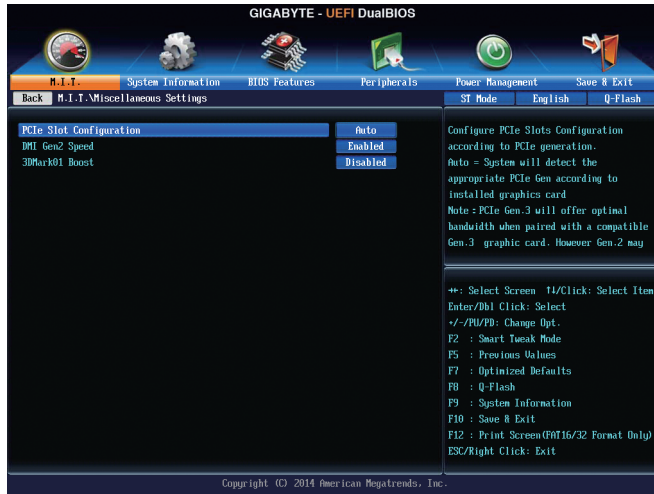 GIGABYTE - UEFI DualBIOS
M.I.T.
System Information
BIOS Features
Peripherals
Power Management
Save & Exit
Back
M.I.T.\Miscellaneous Settings
ST Mode
English
Q-Flash
PCIe Slot Configuration
Auto
DMI Gen2 Speed
Enabled
3DMark01 Boost
Disabled
Configure PCIe Slots Configuration
according to PCIe generation.
Auto = System will detect the
appropriate PCIe Gen according to
installed graphics card
Note : PCIe Gen.3 will offer optimal
bandwidth when paired with a compatible
Gen.3 graphic card. However Gen.2 may
→←: Select Screen ↑↓/Click: Select Item
Enter/Dbl Click: Select
+/-/PU/PD: Change Opt.
F2 : Smart Tweak Mode
F5 : Previous Values
F7 : Optimized Defaults
F8 : Q-Flash
F9 : System Information
F10 : Save & Exit
F12 : Print Screen(FAT16/32 Format Only)
ESC/Right Click: Exit
Copyright (C) 2014 American Megatrends, Inc.